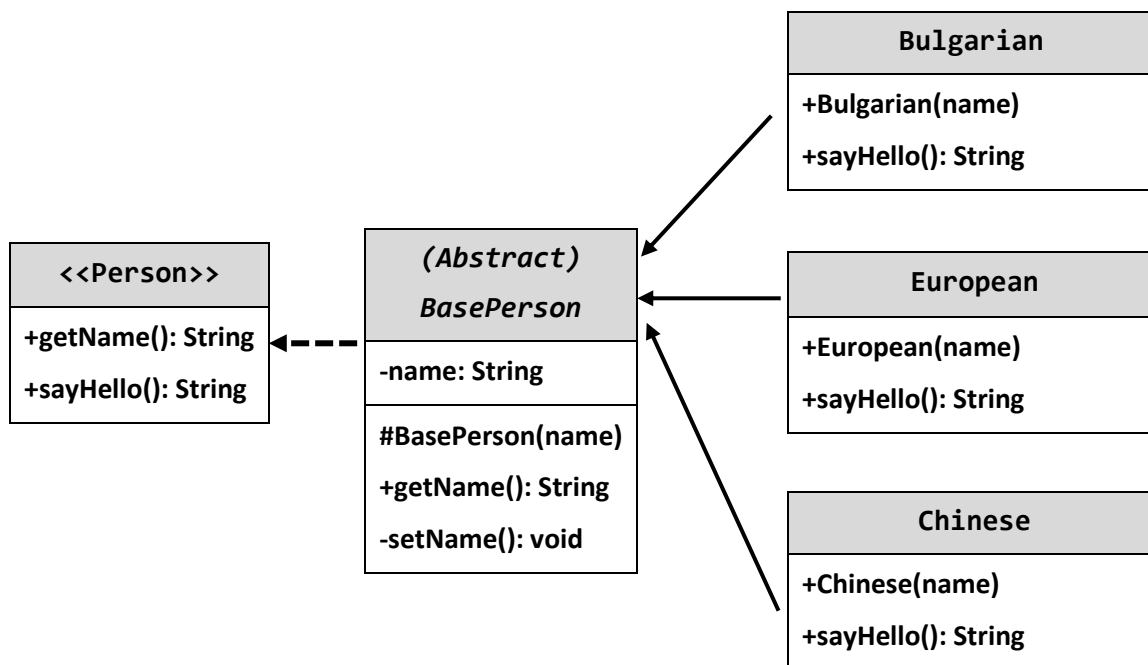 <<Person>>
+getName(): String
+sayHello(): String
(Abstract)
BasePerson
-name: String
#BasePerson(name)
+getName(): String
-setName(): void
Bulgarian
+Bulgarian(name)
+sayHello(): String
European
+European(name)
+sayHello(): String
Chinese
+Chinese(name)
+sayHello(): String